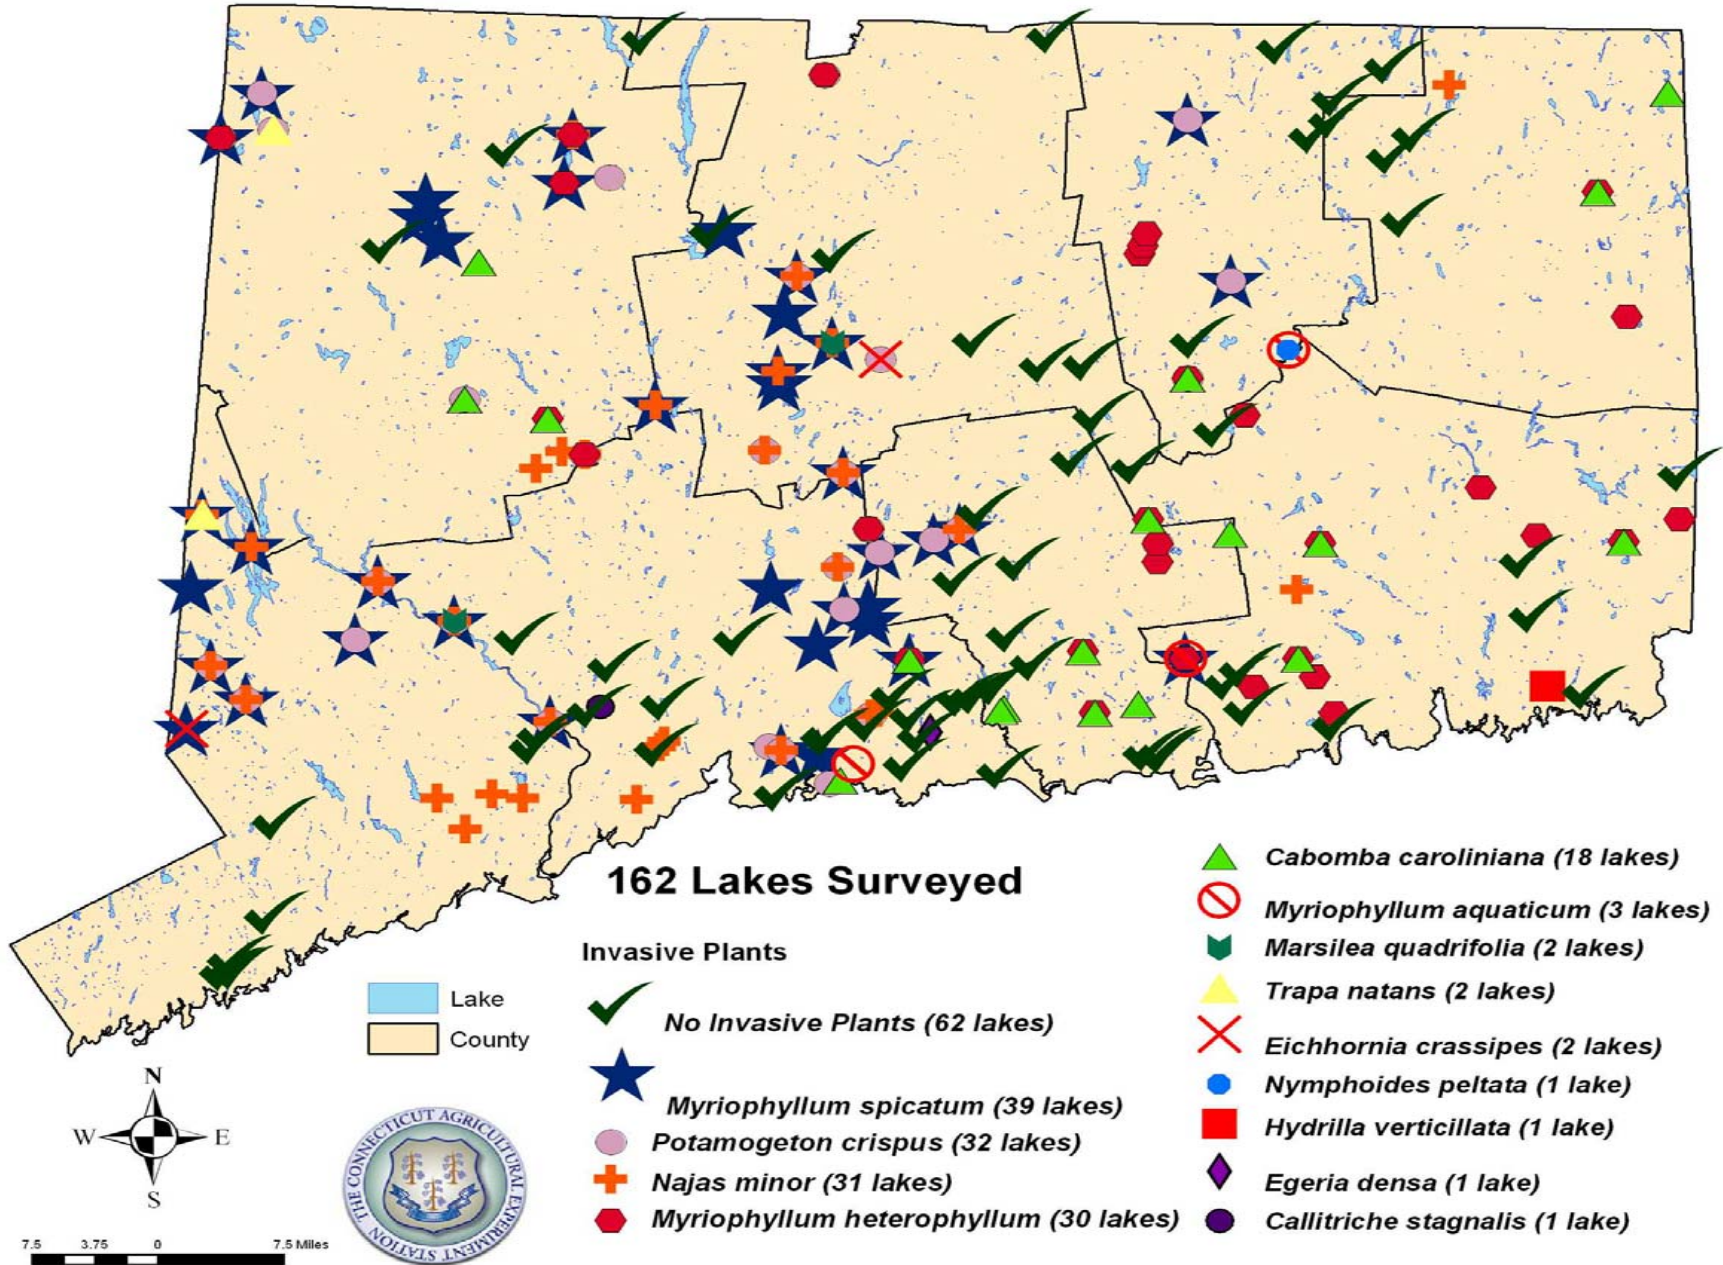 162 Lakes Surveyed
Invasive Plants
Lake
County
No Invasive Plants (62 lakes)
Myriophyllum spicatum (39 lakes)
Potamogeton crispus (32 lakes)
Najas minor (31 lakes)
Myriophyllum heterophyllum (30 lakes)
Cabomba caroliniana (18 lakes)
Myriophyllum aquaticum (3 lakes)
Marsilea quadrifolia (2 lakes)
Trapa natans (2 lakes)
Eichhornia crassipes (2 lakes)
Nymphoides peltata (1 lake)
Hydrilla verticillata (1 lake)
Egeria densa (1 lake)
Callitriche stagnalis (1 lake)
N
W E
S
THE CONNECTICUT AGRICULTURAL EXPERIMENT STATION
7.5 3.75 0 7.5 Miles